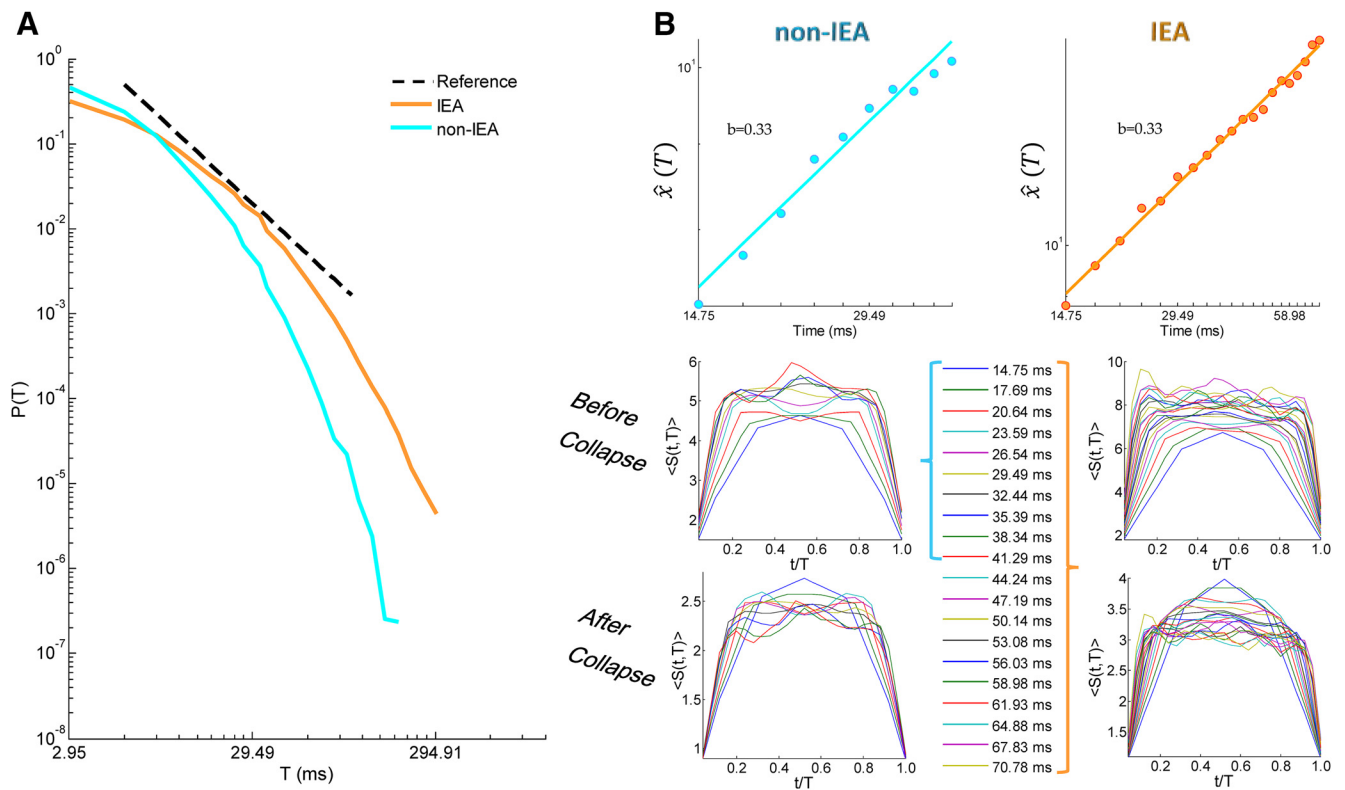 A
10^0
10^-1
10^-2
10^-3
10^-4
10^-5
10^-6
10^-7
10^-8
P(T)
2.95
29.49
294.91
T (ms)
Reference
IEA
non-IEA
B
non-IEA
10^1
x̂ (T)
b=0.33
14.75
29.49
Time (ms)
IEA
10^1
x̂ (T)
b=0.33
14.75
29.49
58.98
Time (ms)
Before
Collapse
6
5
4
3
2
<S(t,T)>
0.2
0.4
0.6
0.8
1.0
t/T
14.75 ms
17.69 ms
20.64 ms
23.59 ms
26.54 ms
29.49 ms
32.44 ms
35.39 ms
38.34 ms
41.29 ms
44.24 ms
47.19 ms
50.14 ms
53.08 ms
56.03 ms
58.98 ms
61.93 ms
64.88 ms
67.83 ms
70.78 ms
10
8
6
4
2
<S(t,T)>
0.2
0.4
0.6
0.8
1.0
t/T
After
Collapse
2.5
2
1.5
1
<S(t,T)>
0.2
0.4
0.6
0.8
1.0
t/T
4
3.5
3
2.5
2
1.5
<S(t,T)>
0.2
0.4
0.6
0.8
1.0
t/T